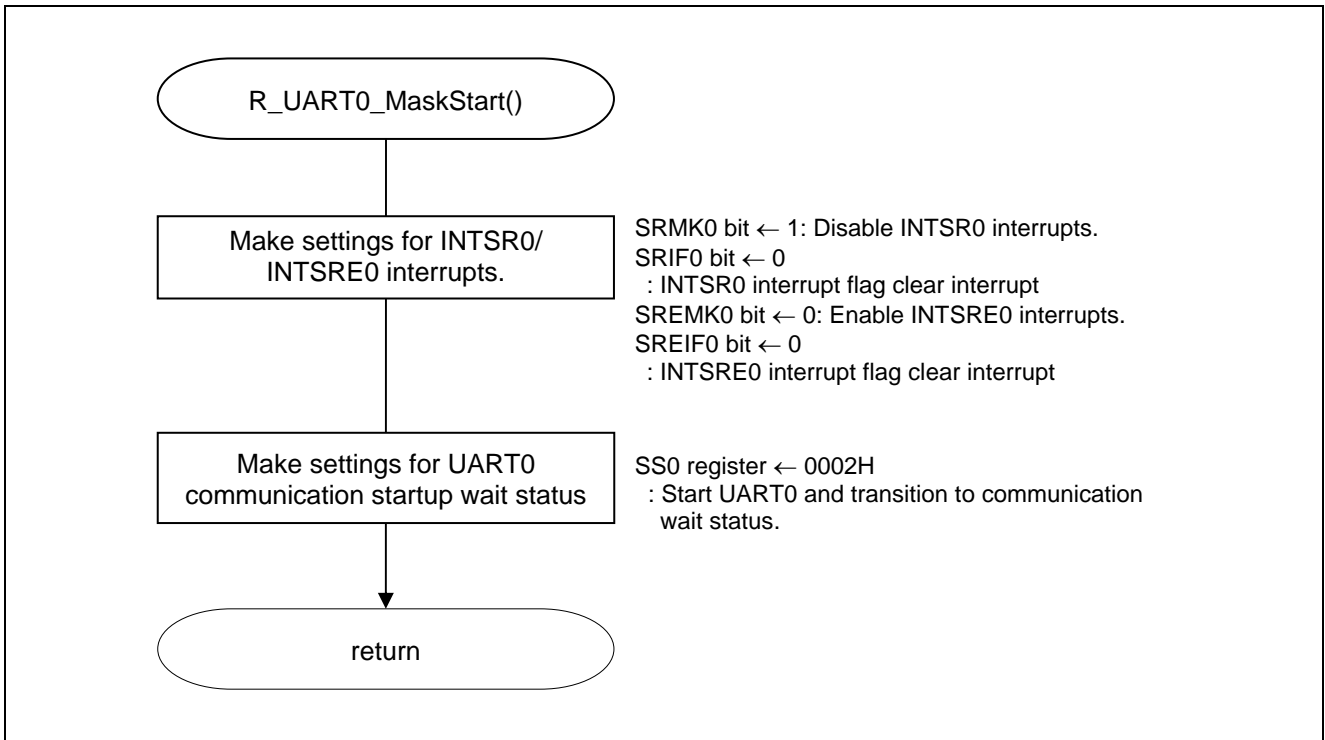 R_UART0_MaskStart()
Make settings for INTSR0/
INTSRE0 interrupts.
SRMK0 bit ← 1: Disable INTSR0 interrupts.
SRIF0 bit ← 0
: INTSR0 interrupt flag clear interrupt
SREMK0 bit ← 0: Enable INTSRE0 interrupts.
SREIF0 bit ← 0
: INTSRE0 interrupt flag clear interrupt
Make settings for UART0
communication startup wait status
SS0 register ← 0002H
: Start UART0 and transition to communication
wait status.
return